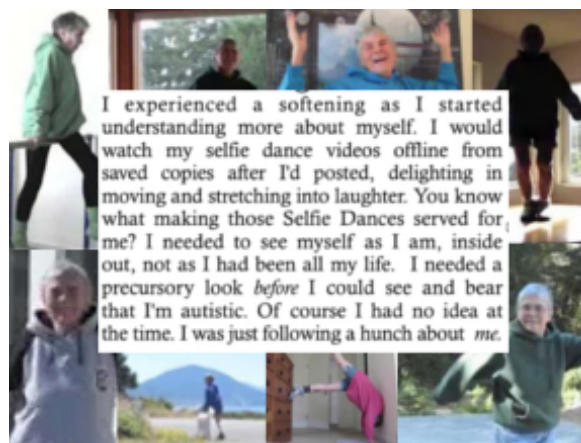 I experienced a softening as I started
understanding more about myself. I would
watch my selfie dance videos offline from
saved copies after I'd posted, delighting in
moving and stretching into laughter. You know
what making those Selfie Dances served for
me? I needed to see myself as I am, inside
out, not as I had been all my life. I needed a
precursory look before I could see and bear
that I'm autistic. Of course I had no idea at
the time. I was just following a hunch about me.